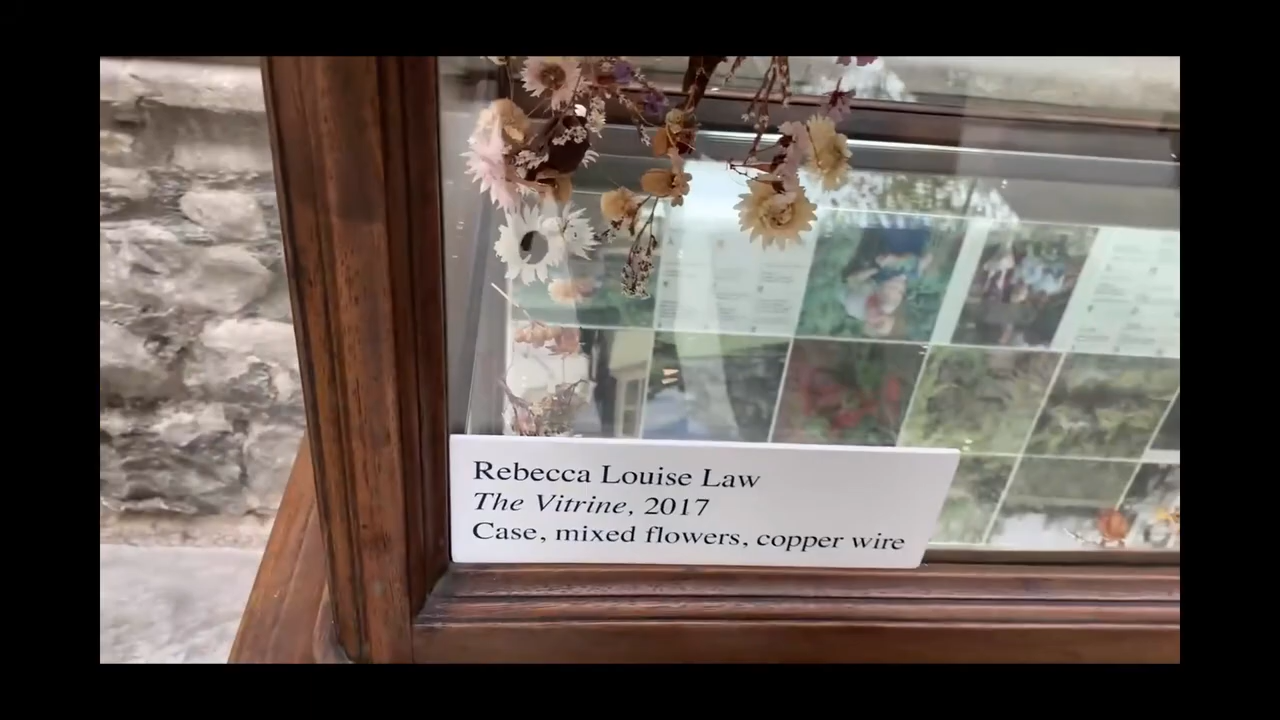 Rebecca Louise Law
The Vitrine, 2017
Case, mixed flowers, copper wire